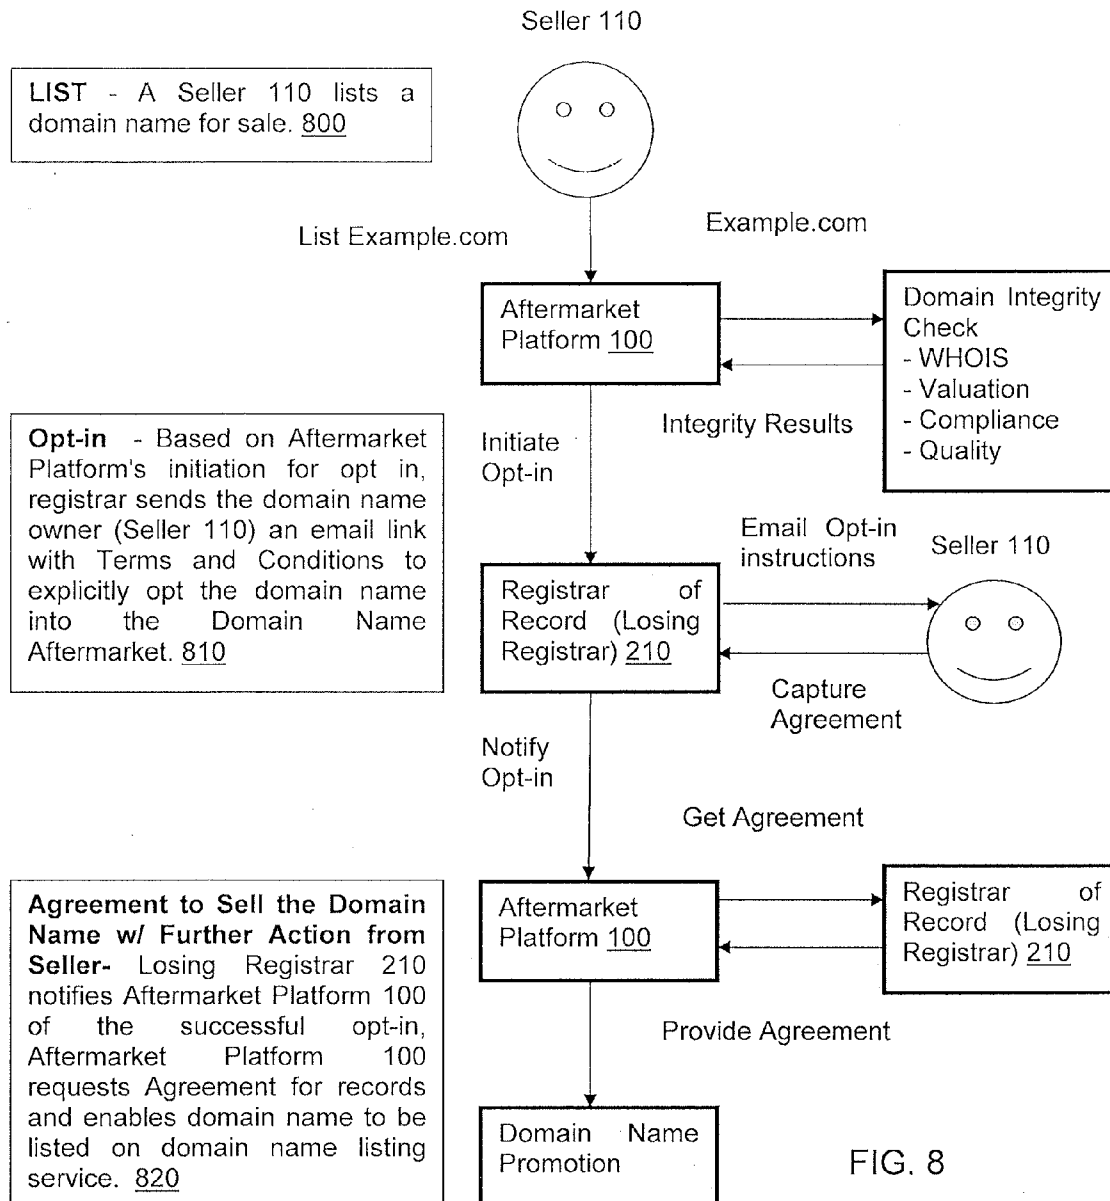 Seller 110
LIST - A Seller 110 lists a
domain name for sale. 800
List Example.com
Example.com
Aftermarket
Platform 100
Domain Integrity
Check
- WHOIS
- Valuation
- Compliance
- Quality
Integrity Results
Opt-in - Based on Aftermarket
Platform's initiation for opt in,
registrar sends the domain name
owner (Seller 110) an email link
with Terms and Conditions to
explicitly opt the domain name
into the Domain Name
Aftermarket. 810
Initiate
Opt-in
Email Opt-in
instructions
Seller 110
Registrar of
Record (Losing
Registrar) 210
Capture
Agreement
Notify
Opt-in
Get Agreement
Agreement to Sell the Domain
Name w/ Further Action from
Seller- Losing Registrar 210
notifies Aftermarket Platform 100
of the successful opt-in,
Aftermarket Platform 100
requests Agreement for records
and enables domain name to be
listed on domain name listing
service. 820
Aftermarket
Platform 100
Registrar of
Record (Losing
Registrar) 210
Provide Agreement
Domain Name
Promotion
FIG. 8